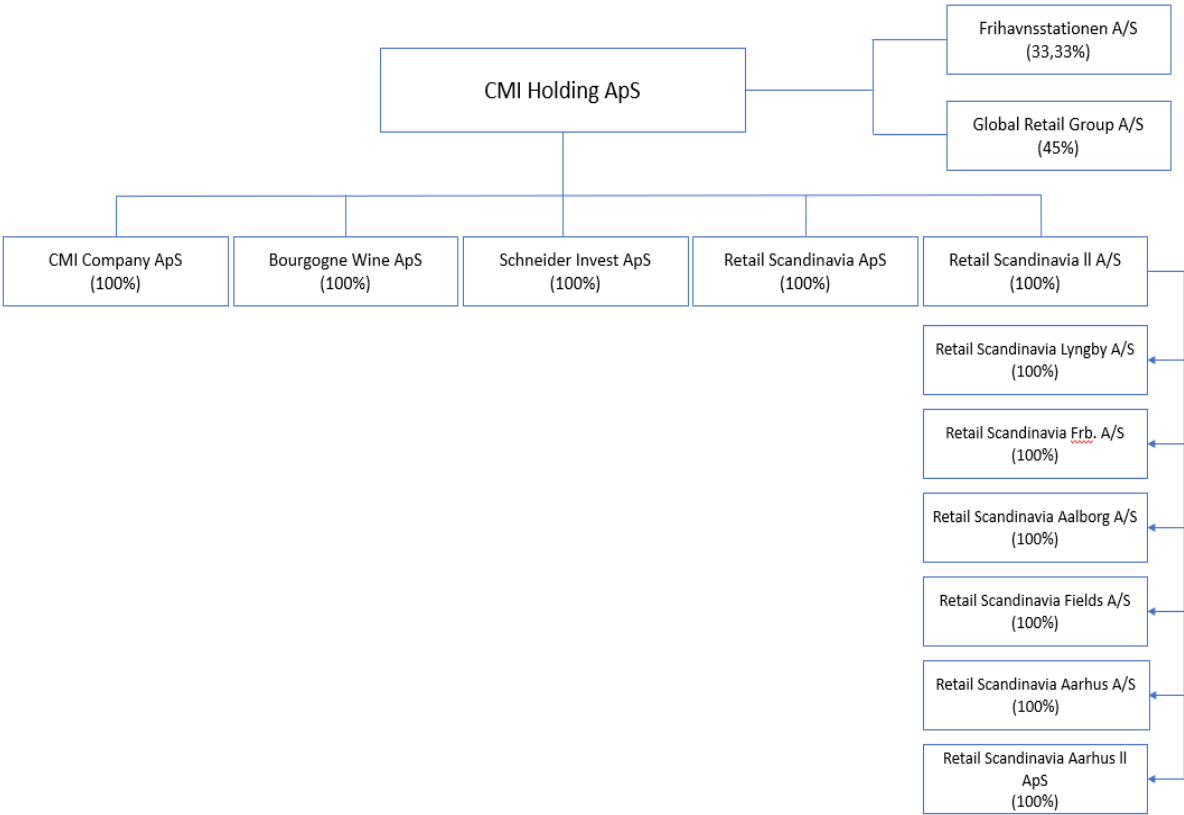 Frihavnsstationen A/S
(33,33%)
CMI Holding ApS
Global Retail Group A/S
(45%)
CMI Company ApS
(100%)
Bourgogne Wine ApS
(100%)
Schneider Invest ApS
(100%)
Retail Scandinavia ApS
(100%)
Retail Scandinavia ll A/S
(100%)
Retail Scandinavia Lyngby A/S
(100%)
Retail Scandinavia Frb. A/S
(100%)
Retail Scandinavia Aalborg A/S
(100%)
Retail Scandinavia Fields A/S
(100%)
Retail Scandinavia Aarhus A/S
(100%)
Retail Scandinavia Aarhus ll
ApS
(100%)